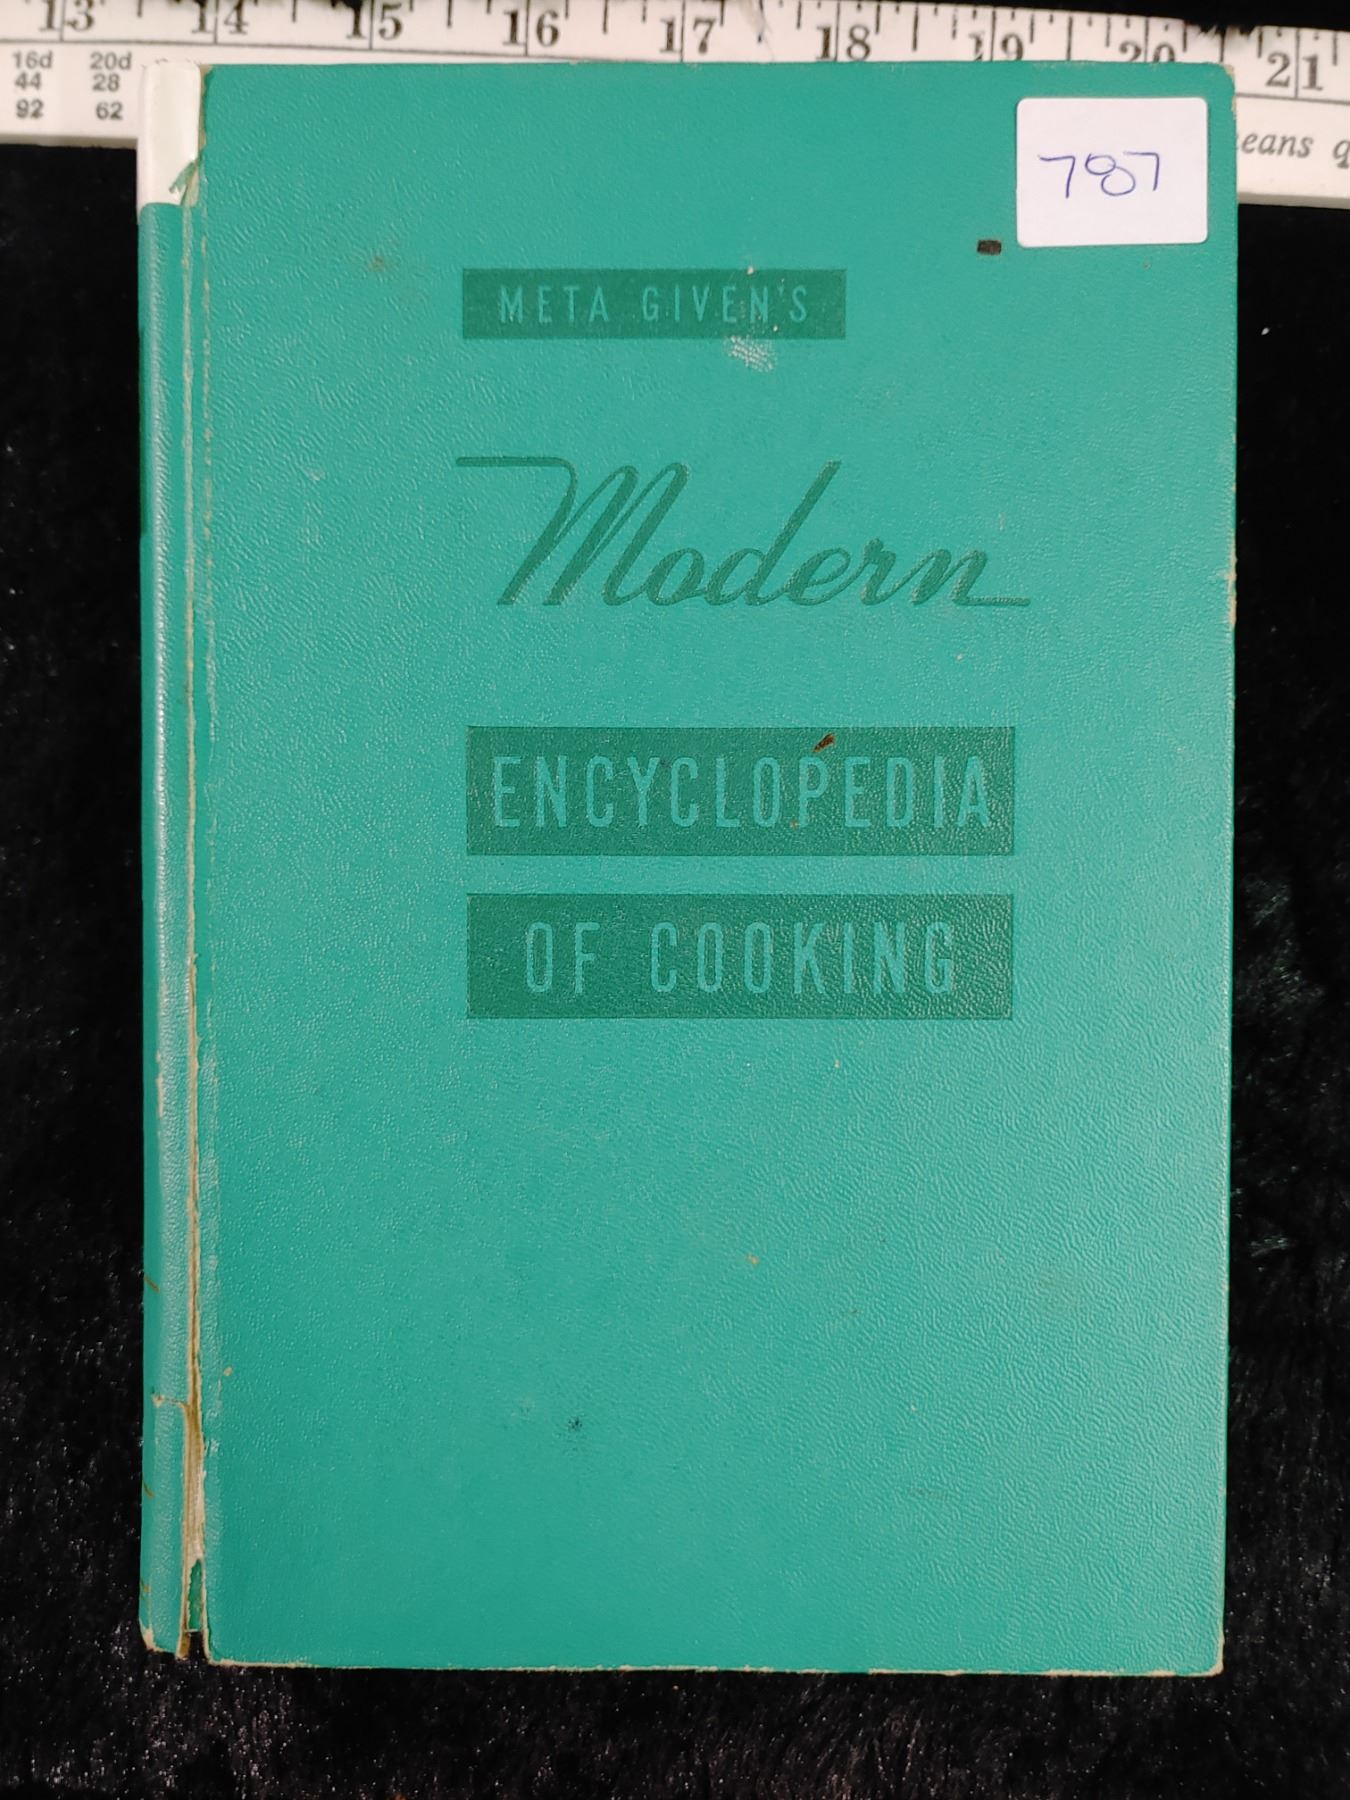 13 14 15 16 17 18 19 20 21
16d 20d
44 28
92 62
eans q
787
META GIVEN'S
Modern
ENCYCLOPEDIA
OF COOKING